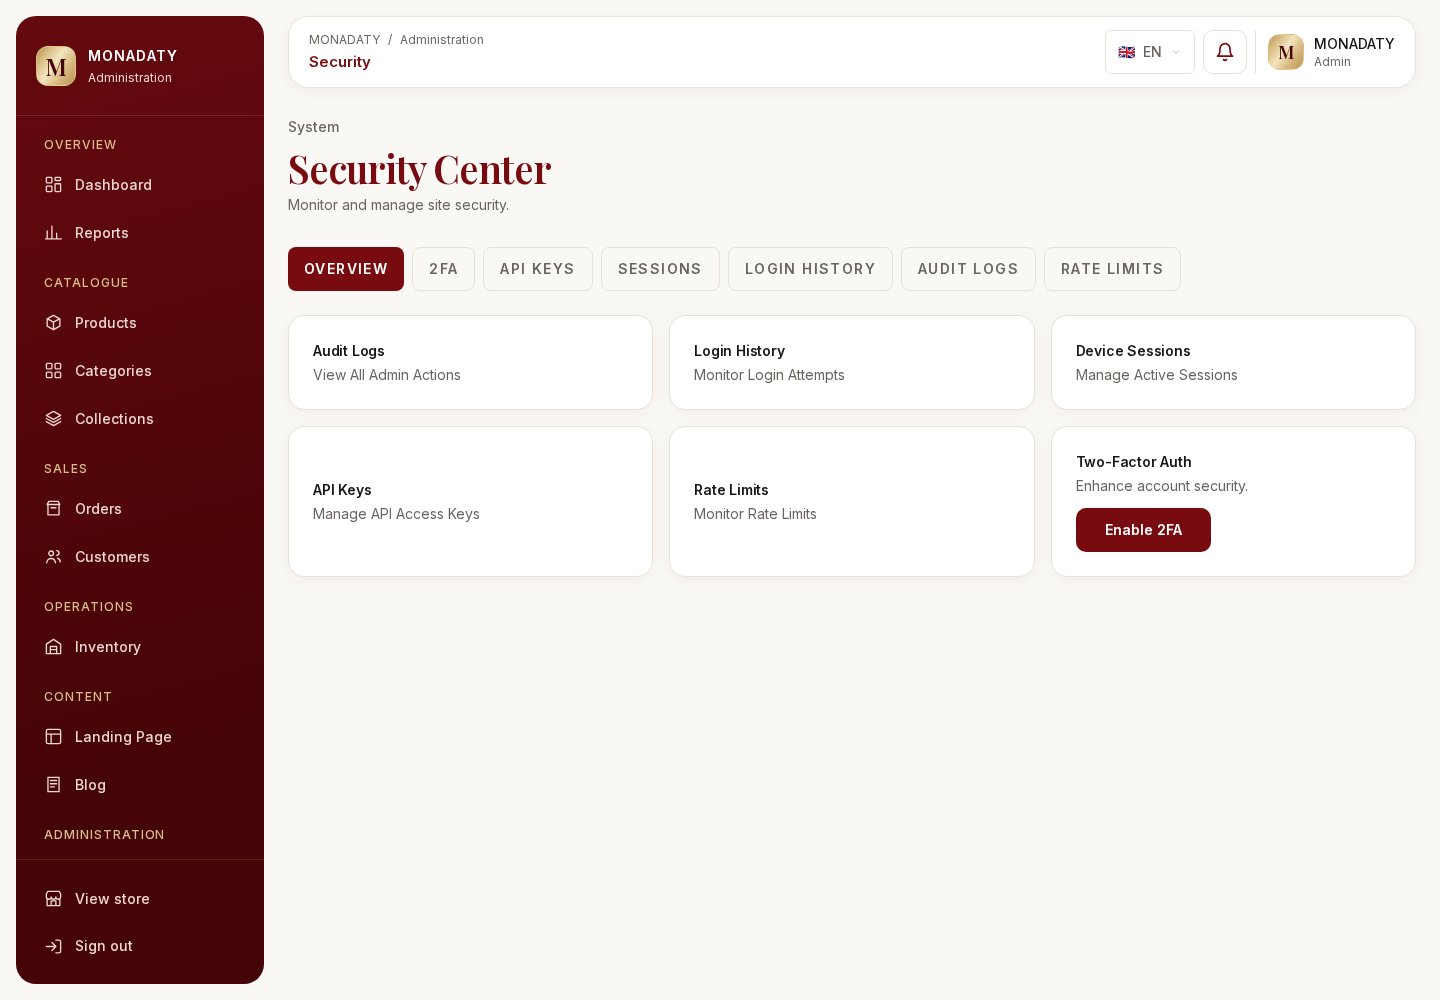 M
MONADATY
Administration
OVERVIEW
Dashboard
Reports
CATALOGUE
Products
Categories
Collections
SALES
Orders
Customers
OPERATIONS
Inventory
CONTENT
Landing Page
Blog
ADMINISTRATION
View store
Sign out
MONADATY / Administration
Security
EN
M
MONADATY
Admin
System
Security Center
Monitor and manage site security.
OVERVIEW 2FA API KEYS SESSIONS LOGIN HISTORY AUDIT LOGS RATE LIMITS
Audit Logs
View All Admin Actions
Login History
Monitor Login Attempts
Device Sessions
Manage Active Sessions
API Keys
Manage API Access Keys
Rate Limits
Monitor Rate Limits
Two-Factor Auth
Enhance account security.
Enable 2FA